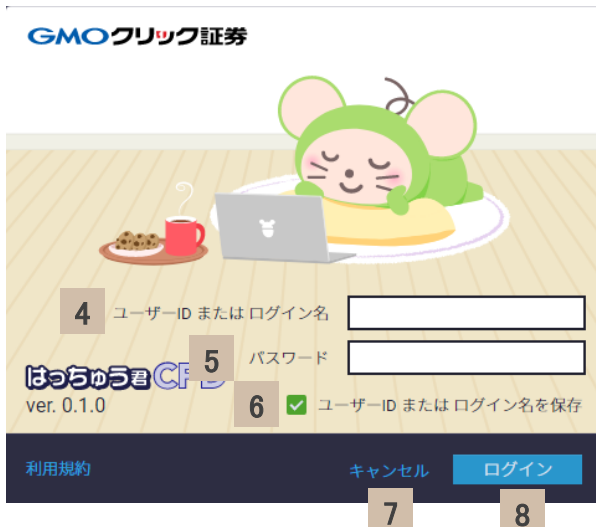 GMOクリック証券
4 ユーザーID または ログイン名
5 パスワード
はっちゅう君CFD
ver. 0.1.0
6 ユーザーID または ログイン名を保存
利用規約
キャンセル
ログイン
7
8